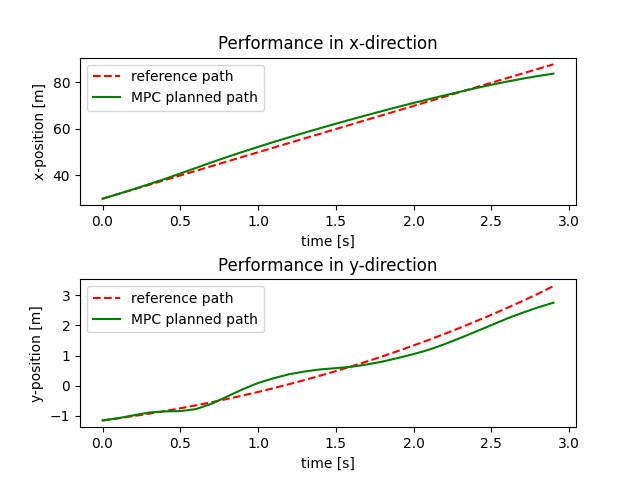 Performance in x-direction
x-position [m]
80
60
40
reference path
MPC planned path
0.0 0.5 1.0 1.5 2.0 2.5 3.0
time [s]
Performance in y-direction
y-position [m]
3
2
1
0
−1
reference path
MPC planned path
0.0 0.5 1.0 1.5 2.0 2.5 3.0
time [s]